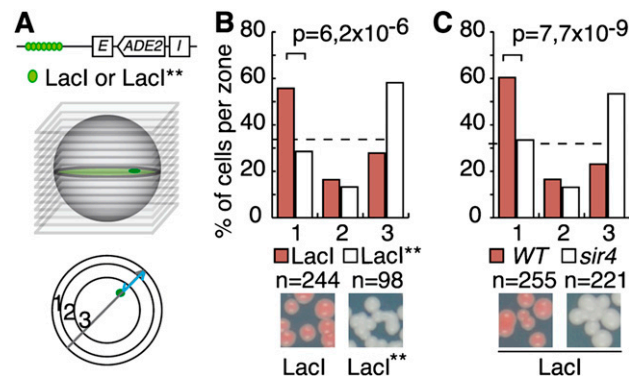 A
E ADE2 I
LacI or LacI**
1 2 3
B
p=6,2x10-6
% of cells per zone
80
60
40
20
0
1 2 3
LacI LacI**
n=244 n=98
LacI LacI**
C
p=7,7x10-9
80
60
40
20
0
1 2 3
WT sir4
n=255 n=221
LacI